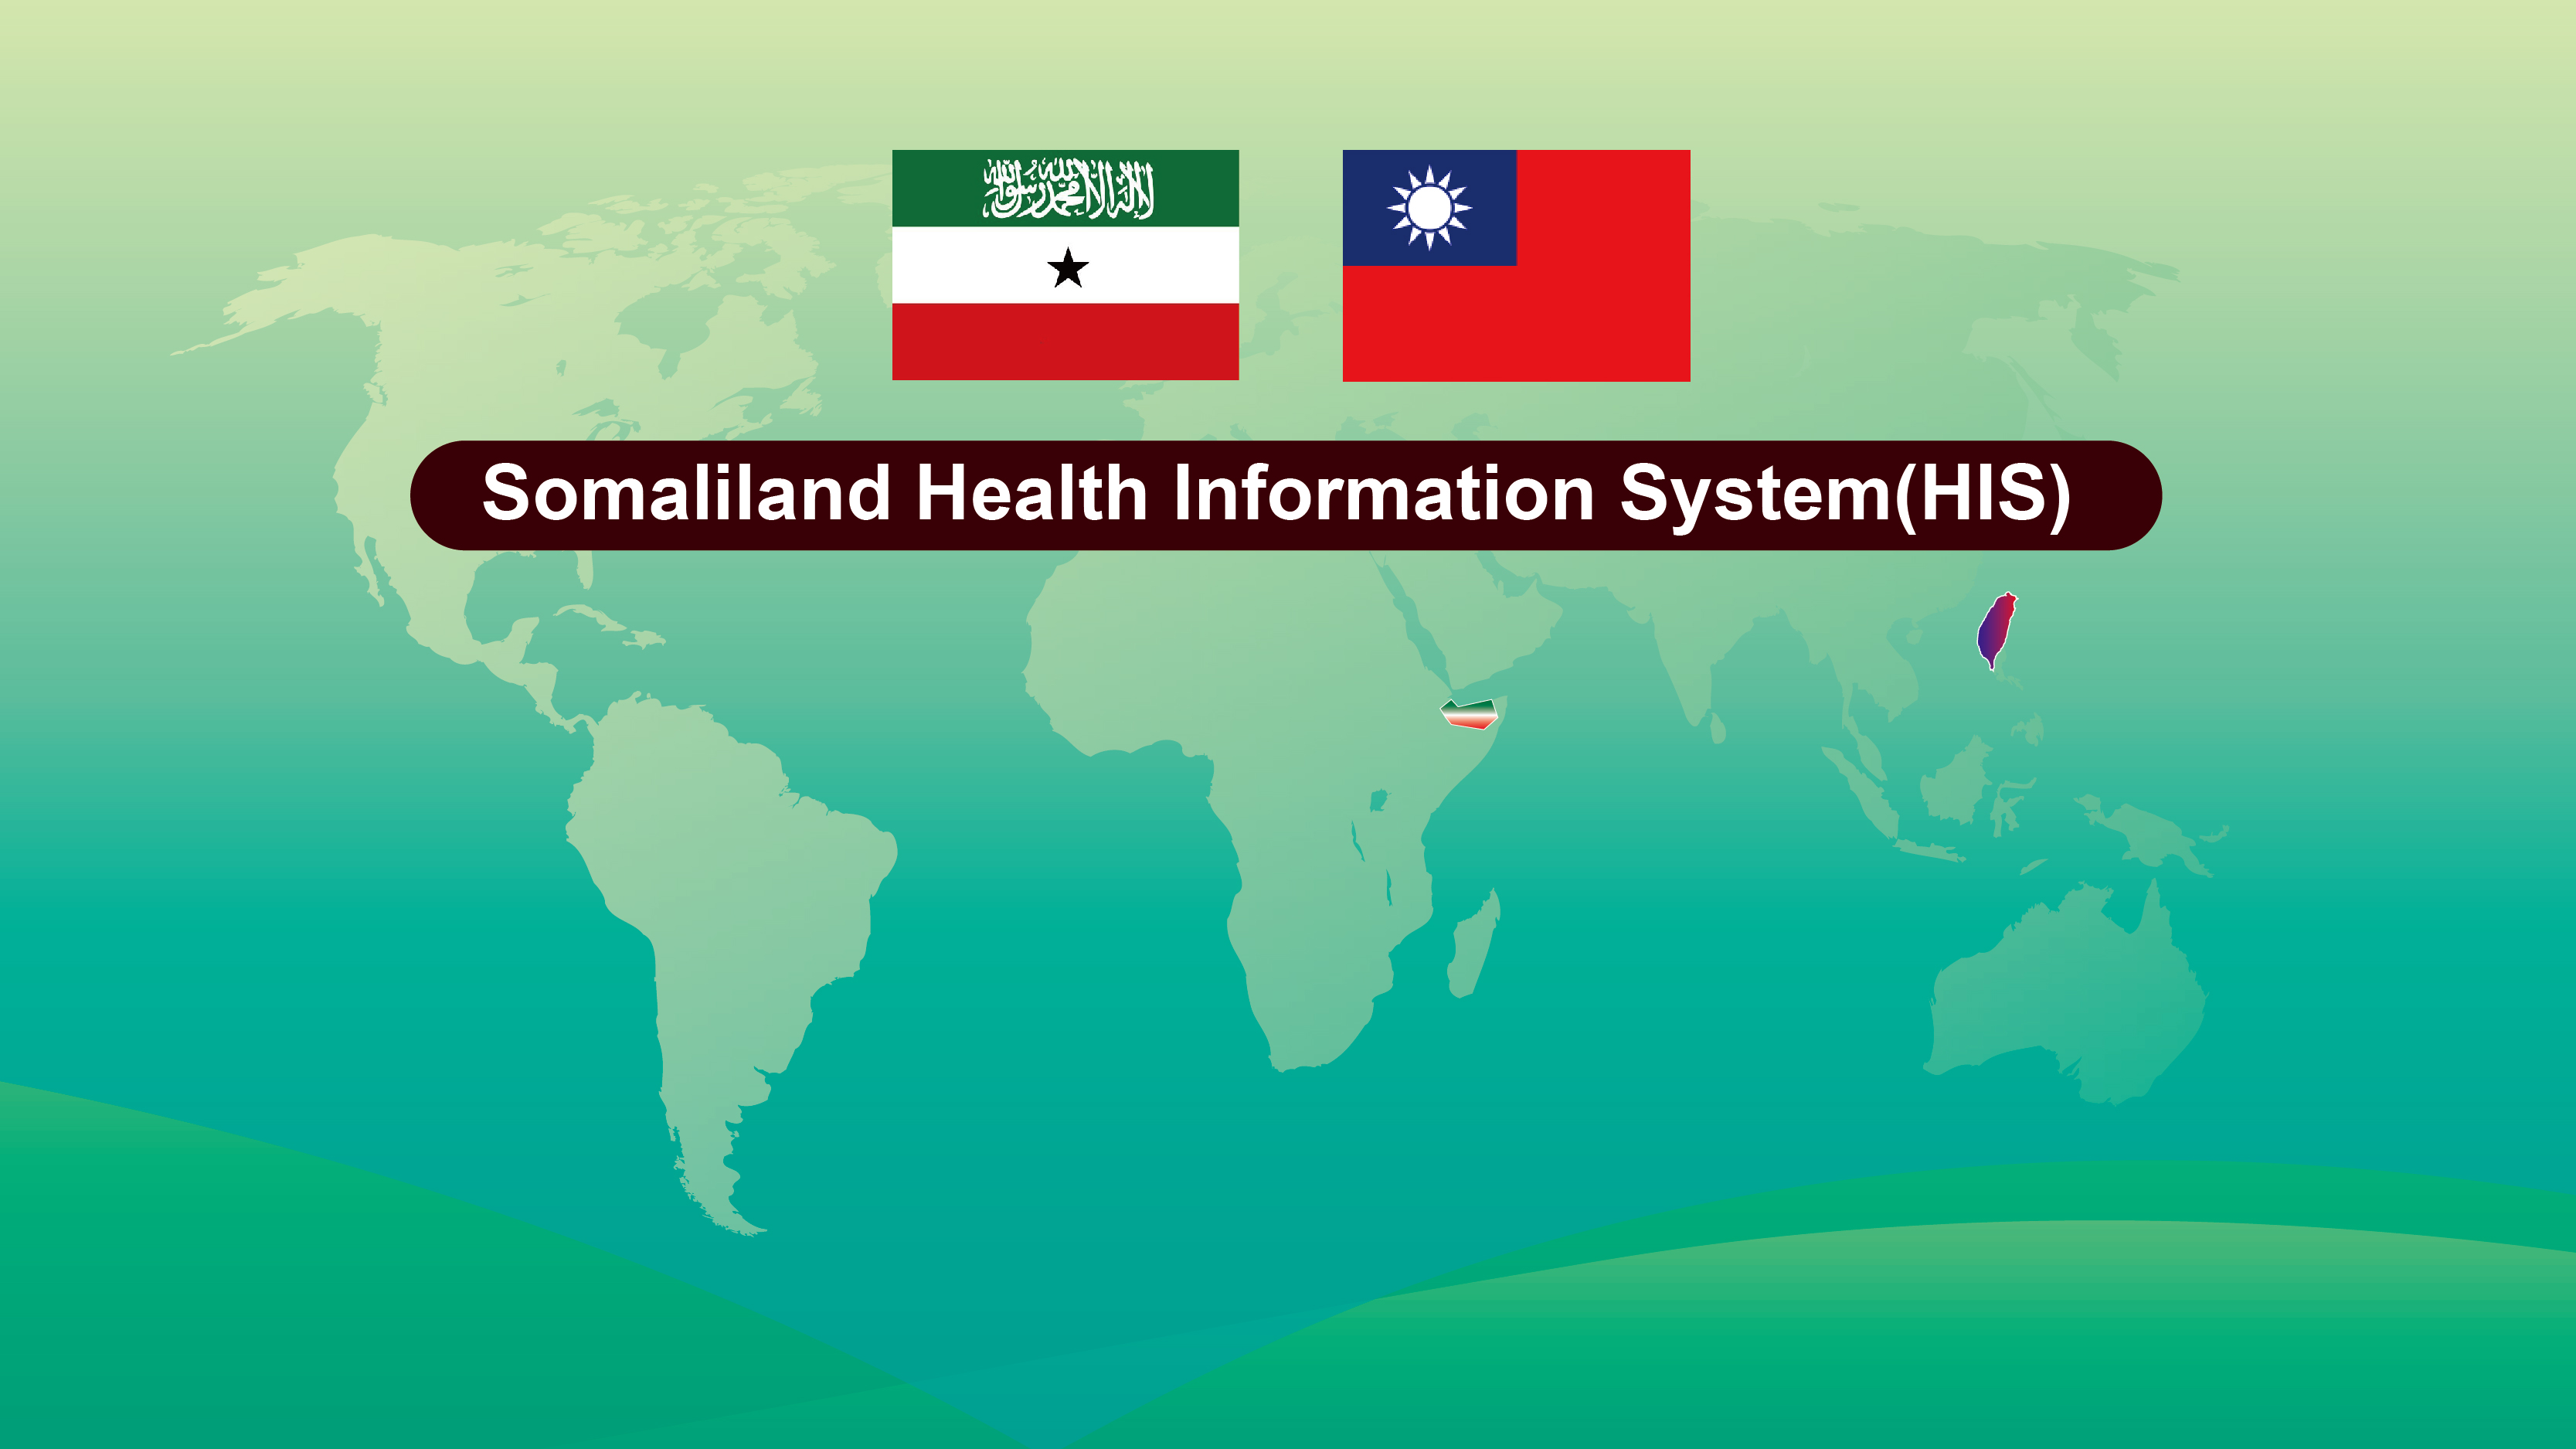 لا إله إلا الله محمد رسول الله
Somaliland Health Information System(HIS)